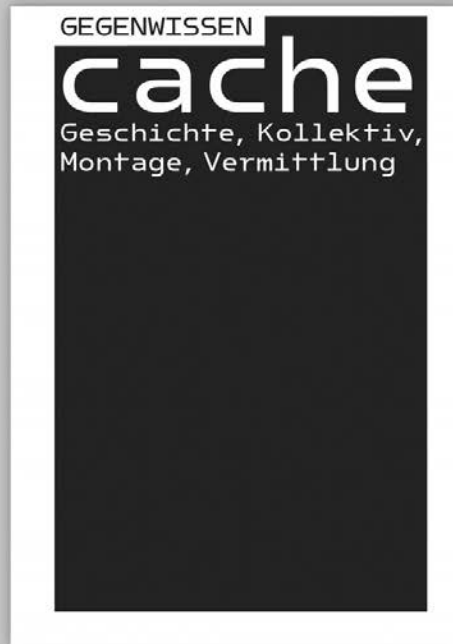 GEGENWISSEN
cache
Geschichte, Kollektiv,
Montage, Vermittlung